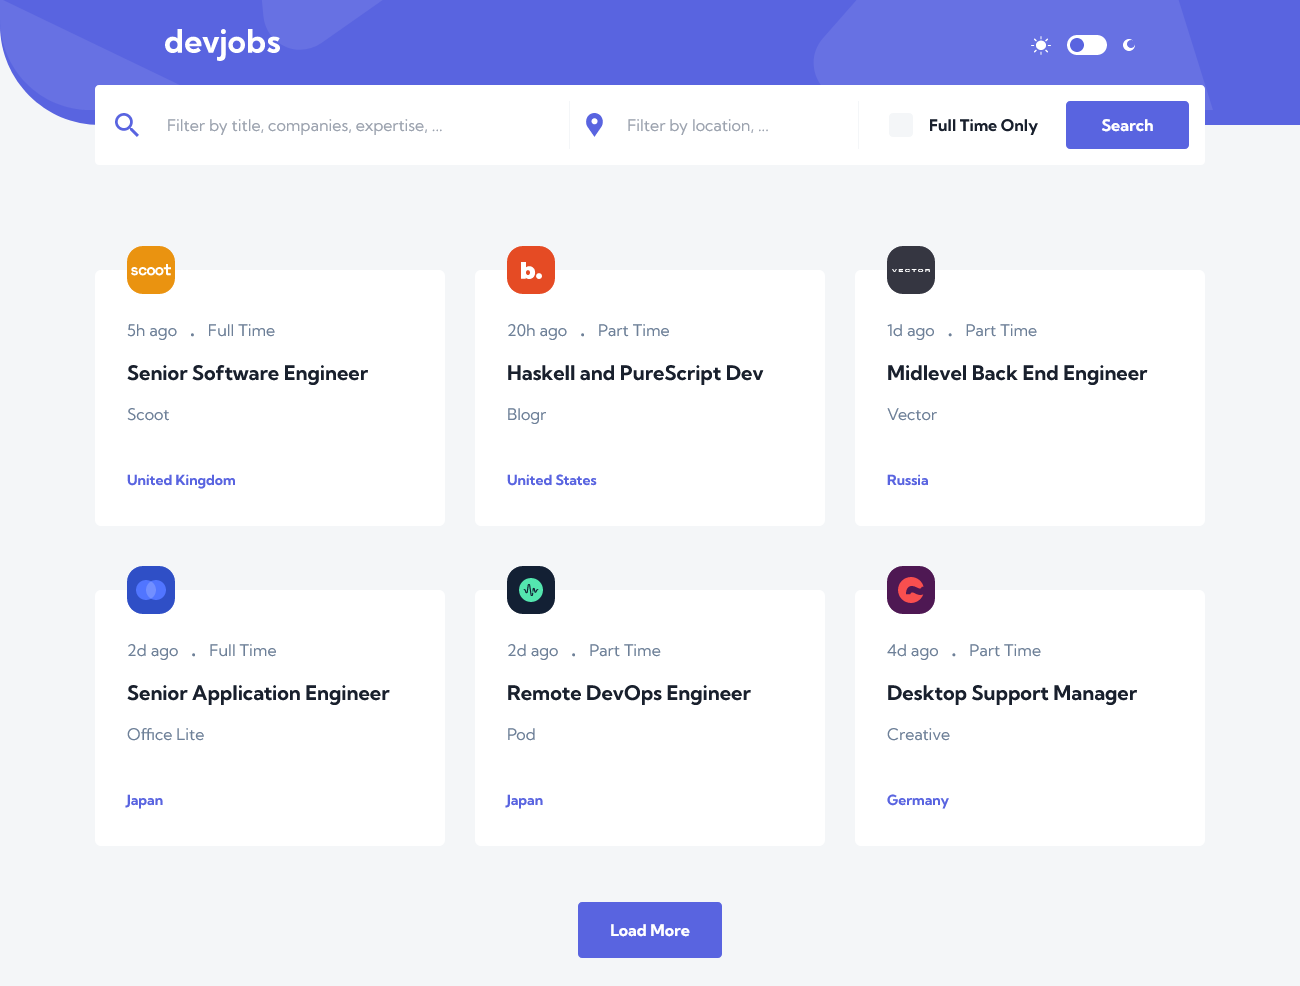 devjobs
Filter by title, companies, expertise, ...
Filter by location, ...
Full Time Only
Search
scoot
b.
VECTOR
5h ago . Full Time
20h ago . Part Time
1d ago . Part Time
Senior Software Engineer
Haskell and PureScript Dev
Midlevel Back End Engineer
Scoot
Blogr
Vector
United Kingdom
United States
Russia
2d ago . Full Time
2d ago . Part Time
4d ago . Part Time
Senior Application Engineer
Remote DevOps Engineer
Desktop Support Manager
Office Lite
Pod
Creative
Japan
Japan
Germany
Load More